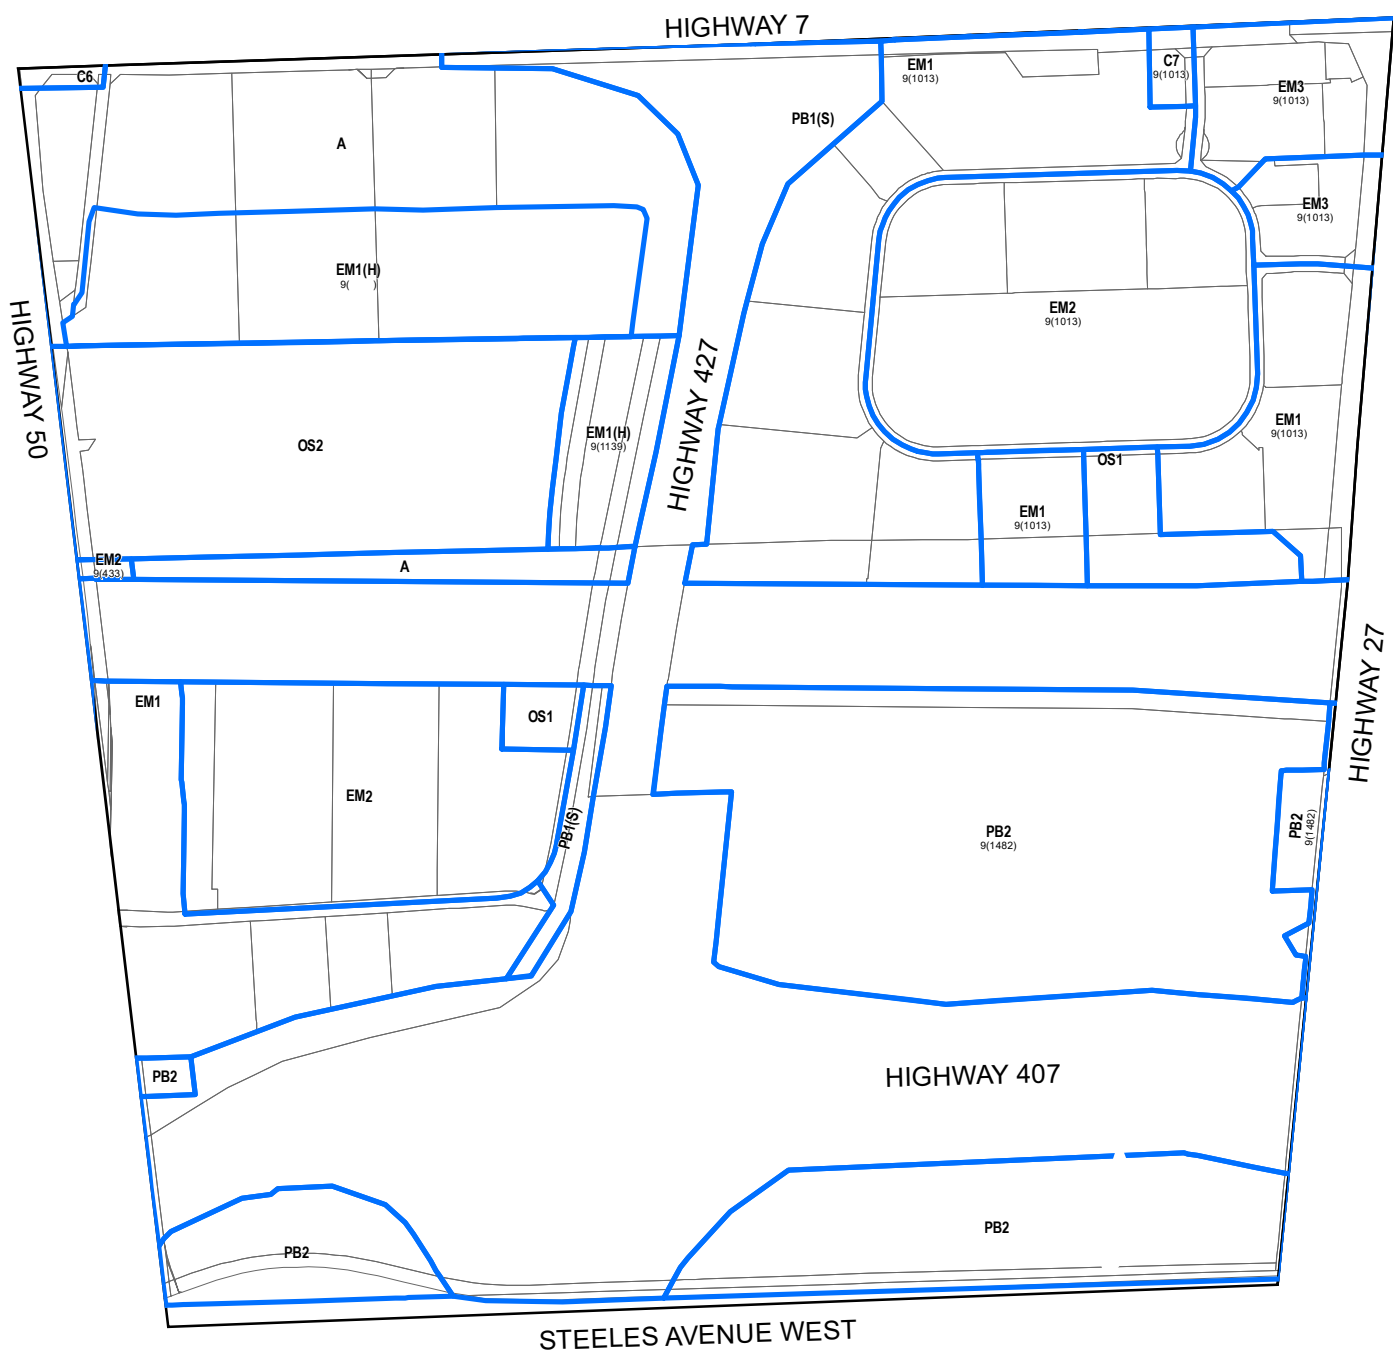 HIGHWAY 7
C6
EM1
9(1013)
C7
9(1013)
EM3
9(1013)
PB1(S)
A
EM3
9(1013)
EM1(H)
9( )
EM2
9(1013)
HIGHWAY 50
HIGHWAY 427
OS2
EM1(H)
9(1139)
EM1
9(1013)
OS1
EM1
9(1013)
EM2
9(433)
A
HIGHWAY 27
EM1
OS1
EM2
PB1(S)
PB2
9(1482)
PB2
9(1482)
PB2
HIGHWAY 407
PB2
PB2
STEELES AVENUE WEST